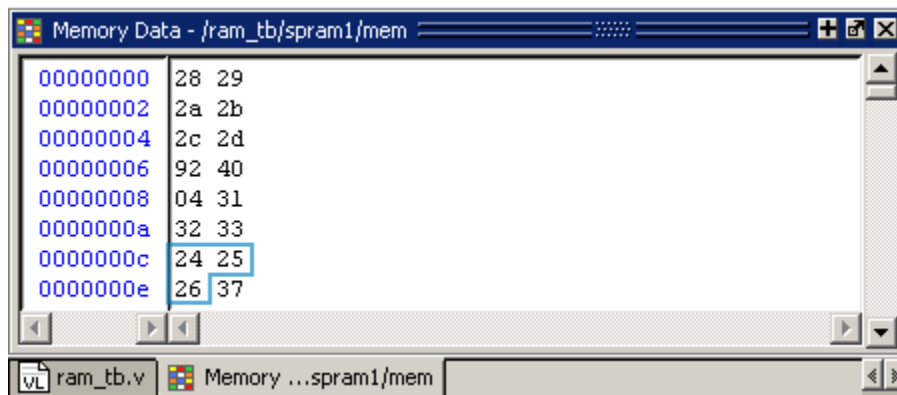 Memory Data - /ram_tb/spram1/mem
00000000 28 29
00000002 2a 2b
00000004 2c 2d
00000006 92 40
00000008 04 31
0000000a 32 33
0000000c 24 25
0000000e 26 37
VL ram_tb.v Memory ...spram1/mem